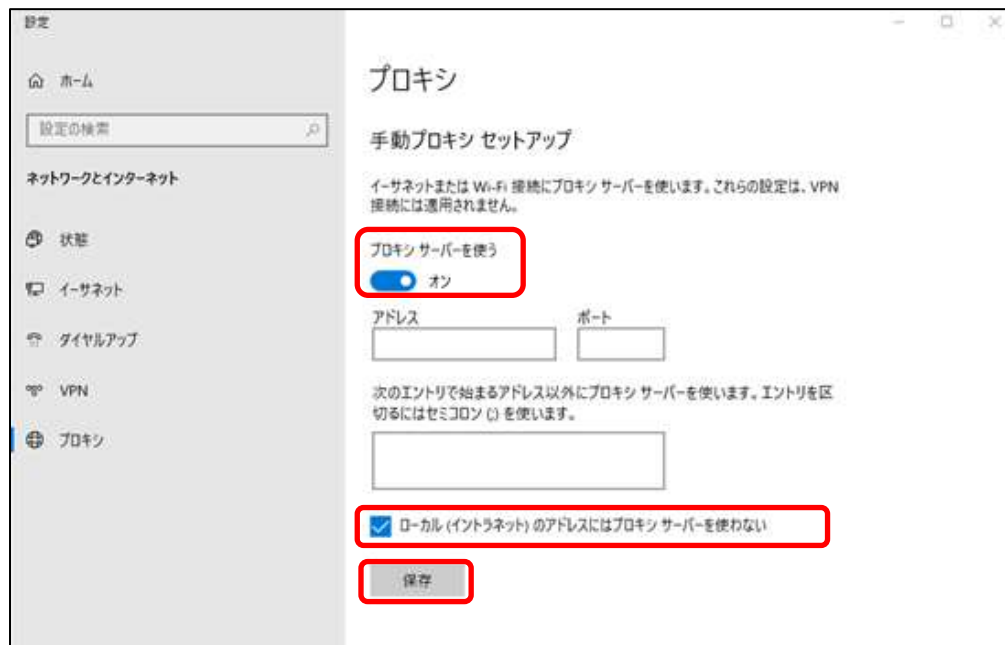 設定
ホーム
設定の検索
ネットワークとインターネット
状態
イーサネット
ダイヤルアップ
VPN
プロキシ
プロキシ
手動プロキシ セットアップ
イーサネットまたは Wi-Fi 接続にプロキシ サーバーを使います。これらの設定は、VPN
接続には適用されません。
プロキシ サーバーを使う
オン
アドレス
ポート
次のエントリで始まるアドレス以外にプロキシ サーバーを使います。エントリを区
切るにはセミコロン (;) を使います。
ローカル (イントラネット) のアドレスにはプロキシ サーバーを使わない
保存